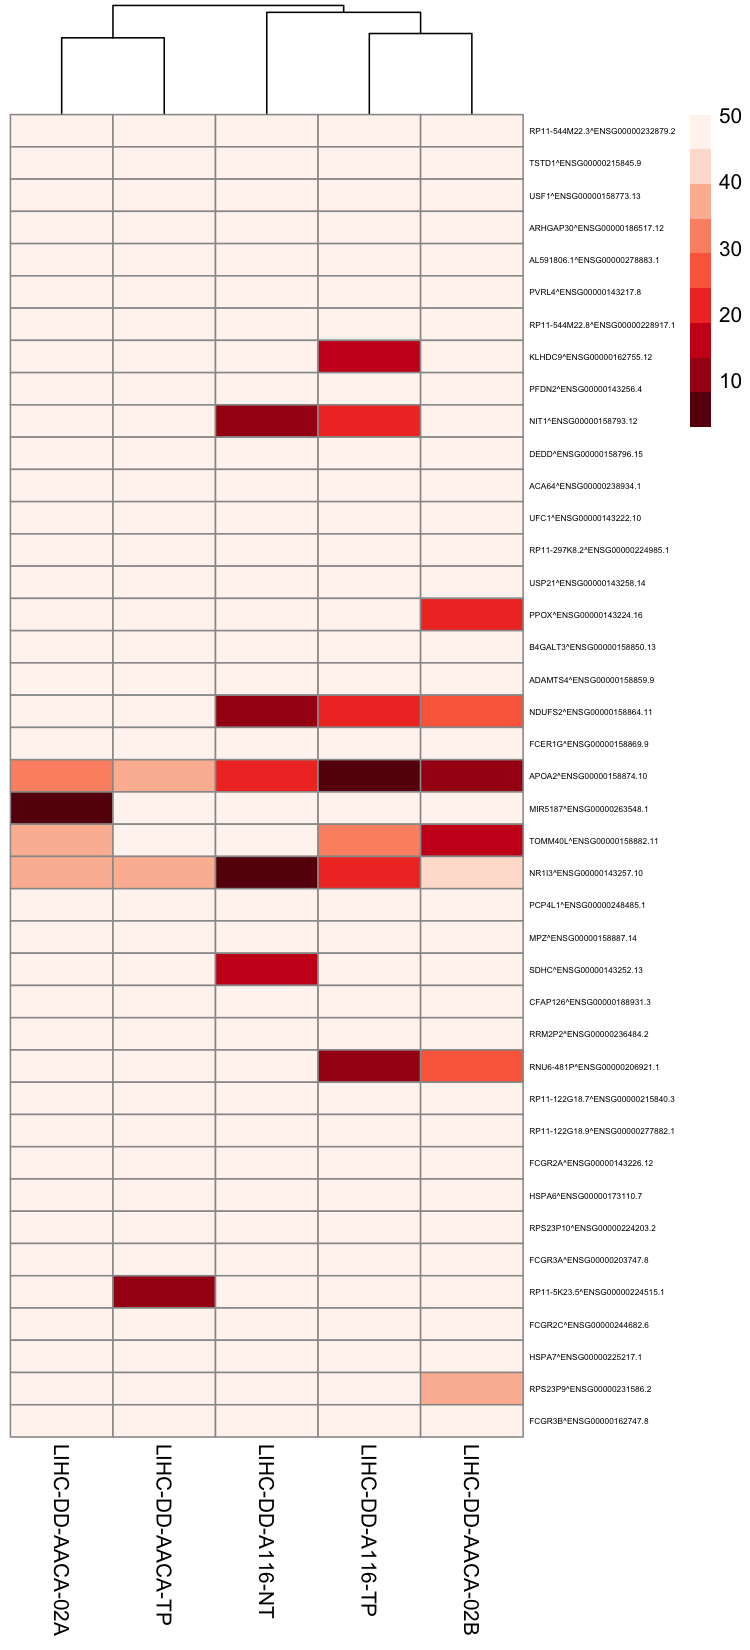 50
40
30
20
10
RP11-544M22.3^ENSG00000232879.2
TSTD1^ENSG00000215845.9
USF1^ENSG00000158773.13
ARHGAP30^ENSG00000186517.12
AL591806.1^ENSG00000278883.1
PVRL4^ENSG00000143217.8
RP11-544M22.8^ENSG00000228917.1
KLHDC9^ENSG00000162755.12
PFDN2^ENSG00000143256.4
NIT1^ENSG00000158793.12
DEDD^ENSG00000158796.15
ACA64^ENSG00000238934.1
UFC1^ENSG00000143222.10
RP11-297K8.2^ENSG00000224985.1
USP21^ENSG00000143258.14
PPOX^ENSG00000143224.16
B4GALT3^ENSG00000158850.13
ADAMTS4^ENSG00000158859.9
NDUFS2^ENSG00000158864.11
FCER1G^ENSG00000158869.9
APOA2^ENSG00000158874.10
MIR5187^ENSG00000263548.1
TOMM40L^ENSG00000158882.11
NR1I3^ENSG00000143257.10
PCP4L1^ENSG00000248485.1
MPZ^ENSG00000158887.14
SDHC^ENSG00000143252.13
CFAP126^ENSG00000188931.3
RRM2P2^ENSG00000236484.2
RNU6-481P^ENSG00000206921.1
RP11-122G18.7^ENSG00000215840.3
RP11-122G18.9^ENSG00000277882.1
FCGR2A^ENSG00000143226.12
HSPA6^ENSG00000173110.7
RPS23P10^ENSG00000224203.2
FCGR3A^ENSG00000203747.8
RP11-5K23.5^ENSG00000224515.1
FCGR2C^ENSG00000244682.6
HSPA7^ENSG00000225217.1
RPS23P9^ENSG00000231586.2
FCGR3B^ENSG00000162747.8
LIHC-DD-AACA-02A
LIHC-DD-AACA-TP
LIHC-DD-A116-NT
LIHC-DD-A116-TP
LIHC-DD-AACA-02B